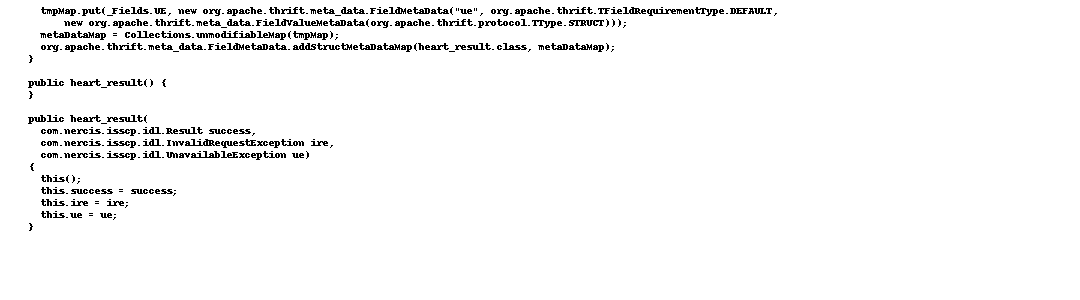 tmpMap.put(_Fields.UE, new org.apache.thrift.meta_data.FieldMetaData("ue", org.apache.thrift.TFieldRequirementType.DEFAULT,
new org.apache.thrift.meta_data.FieldValueMetaData(org.apache.thrift.protocol.TType.STRUCT)));
metaDataMap = Collections.unmodifiableMap(tmpMap);
org.apache.thrift.meta_data.FieldMetaData.addStructMetaDataMap(heart_result.class, metaDataMap);
}
public heart_result() {
}
public heart_result(
com.nercis.isscp.idl.Result success,
com.nercis.isscp.idl.InvalidRequestException ire,
com.nercis.isscp.idl.UnavailableException ue)
{
this();
this.success = success;
this.ire = ire;
this.ue = ue;
}